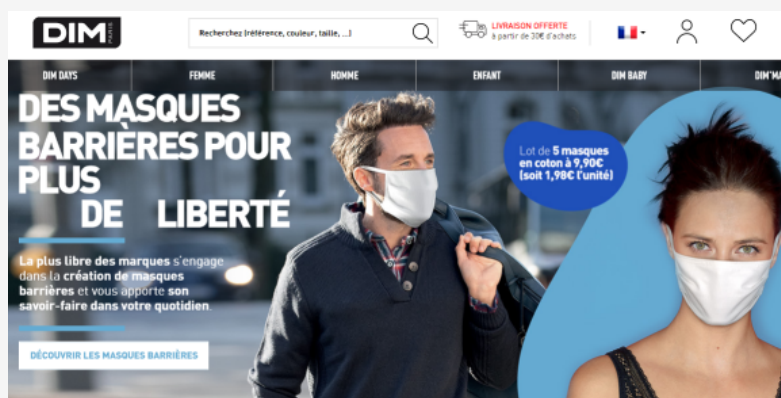 DIM PARIS
Recherchez (référence, couleur, taille, ...)
LIVRAISON OFFERTE
à partir de 30€ d'achats
DIM DAYS
FEMME
HOMME
ENFANT
DIM BABY
DES MASQUES
BARRIÈRES POUR
PLUS
DE LIBERTÉ
Lot de 5 masques
en coton à 9,90€
(soit 1,98€ l'unité)
La plus libre des marques s'engage
dans la création de masques
barrières et vous apporte son
savoir-faire dans votre quotidien.
DÉCOUVRIR LES MASQUES BARRIÈRES